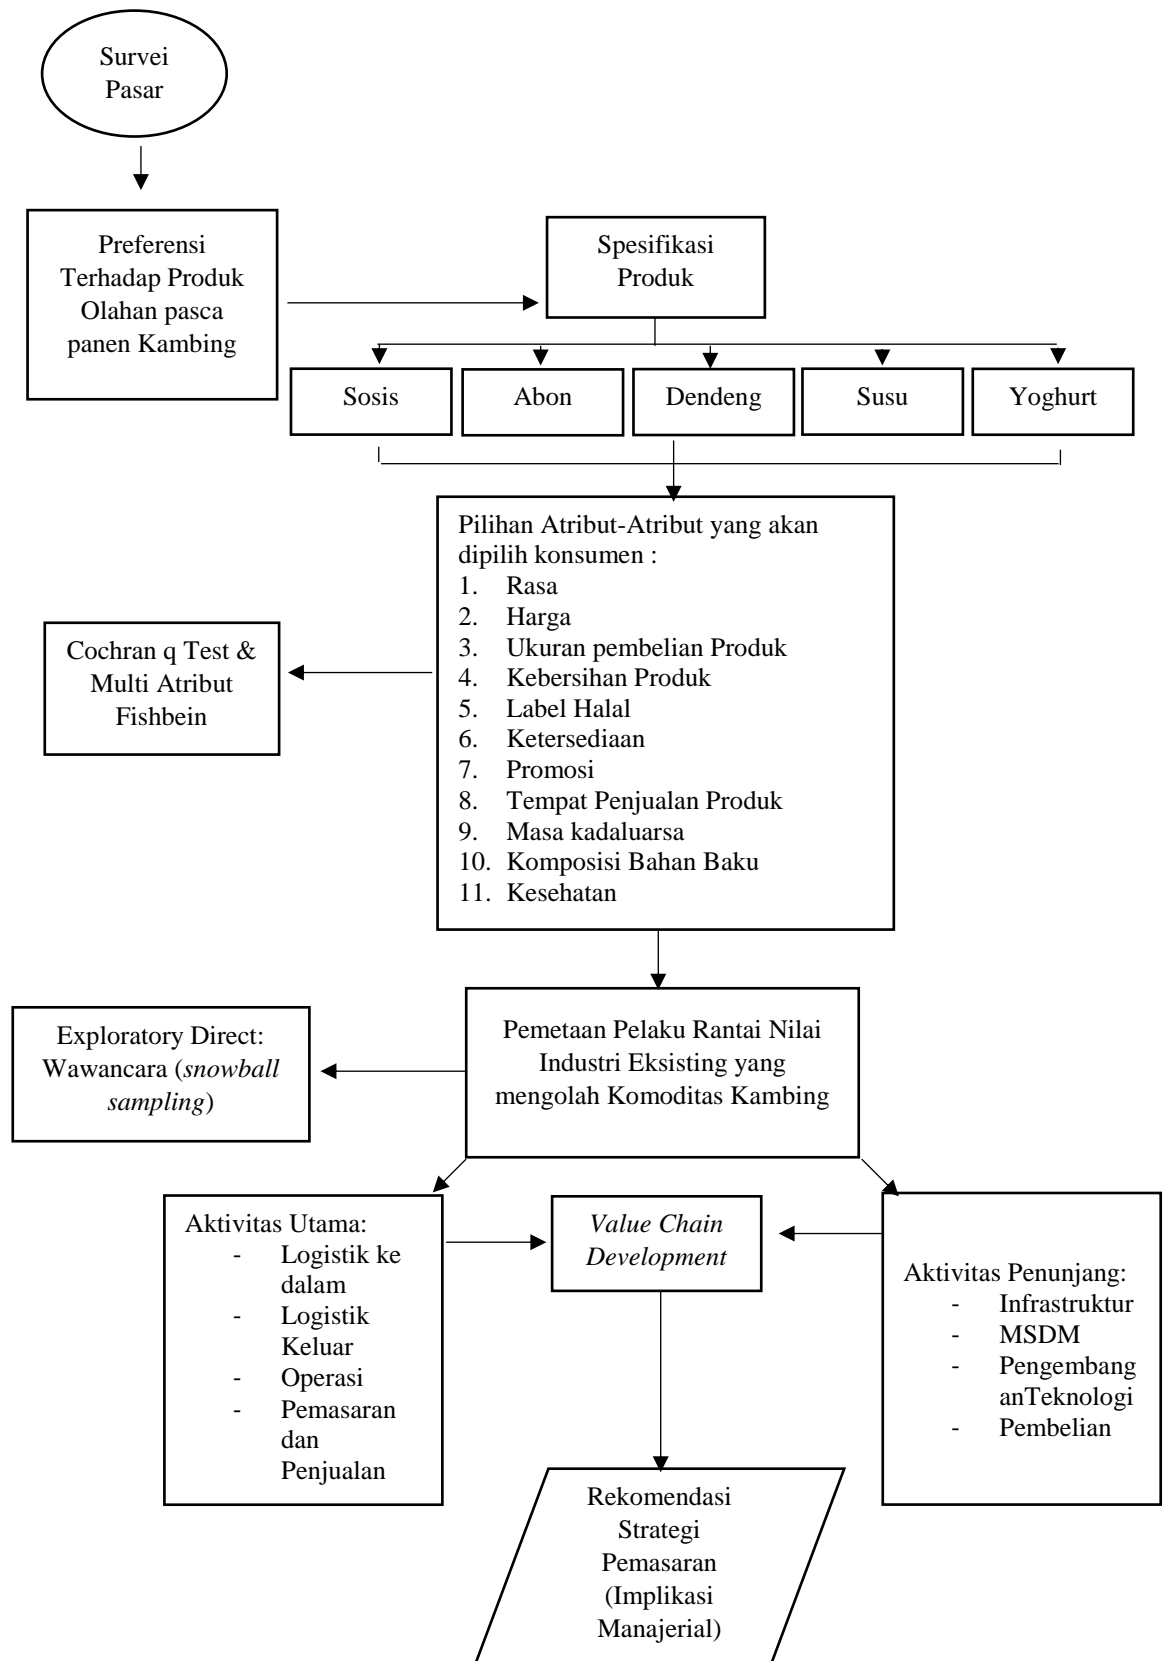 Survei
Pasar
Preferensi
Terhadap Produk
Olahan pasca
panen Kambing
Spesifikasi
Produk
Sosis
Abon
Dendeng
Susu
Yoghurt
Pilihan Atribut-Atribut yang akan
dipilih konsumen :
1. Rasa
2. Harga
3. Ukuran pembelian Produk
4. Kebersihan Produk
5. Label Halal
6. Ketersediaan
7. Promosi
8. Tempat Penjualan Produk
9. Masa kadaluarsa
10. Komposisi Bahan Baku
11. Kesehatan
Cochran q Test &
Multi Atribut
Fishbein
Pemetaan Pelaku Rantai Nilai
Industri Eksisting yang
mengolah Komoditas Kambing
Exploratory Direct:
Wawancara (snowball
sampling)
Aktivitas Utama:
- Logistik ke
dalam
- Logistik
Keluar
- Operasi
- Pemasaran
dan
Penjualan
Value Chain
Development
Aktivitas Penunjang:
- Infrastruktur
- MSDM
- Pengembang
anTeknologi
- Pembelian
Rekomendasi
Strategi
Pemasaran
(Implikasi
Manajerial)